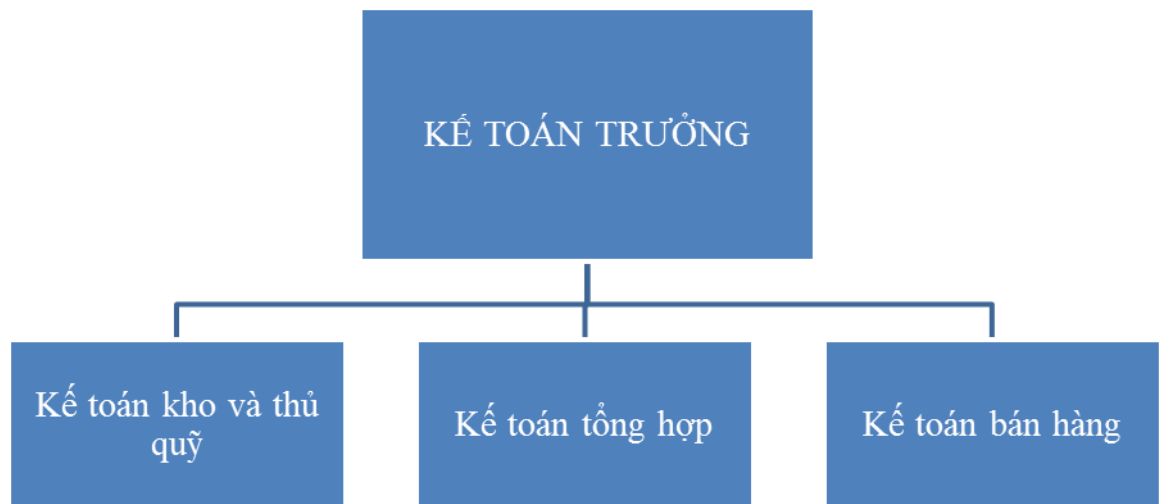 KẾ TOÁN TRƯỞNG
Kế toán kho và thủ
quỹ
Kế toán tổng hợp
Kế toán bán hàng